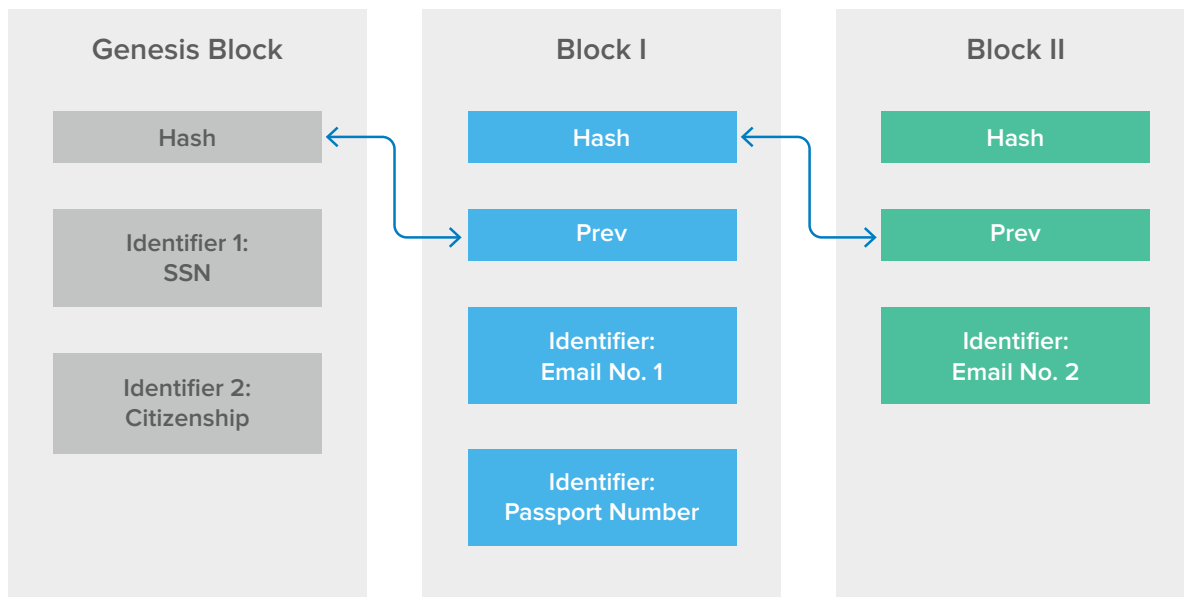 Genesis Block
Hash
Identifier 1:
SSN
Identifier 2:
Citizenship
Block I
Hash
Prev
Identifier:
Email No. 1
Identifier:
Passport Number
Block II
Hash
Prev
Identifier:
Email No. 2